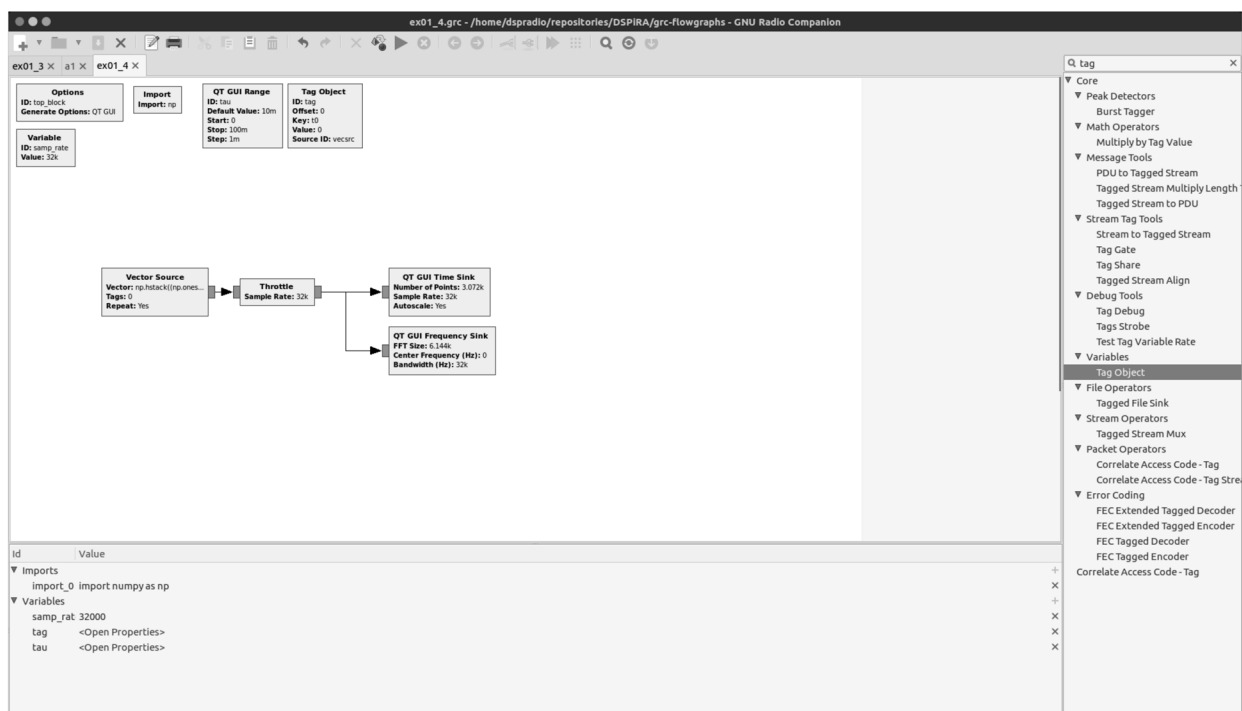 ex01_4.grc - /home/dspradio/repositories/DSPiRA/grc-flowgraphs - GNU Radio Companion
ex01_3 × a1 × ex01_4 ×
Options
ID: top_block
Generate Options: QT GUI
Import
Import: np
QT GUI Range
ID: tau
Default Value: 10m
Start: 0
Stop: 100m
Step: 1m
Tag Object
ID: tag
Offset: 0
Key: t0
Value: 0
Source ID: vecsrc
Variable
ID: samp_rate
Value: 32k
Vector Source
Vector: np.hstack((np.ones...
Tags: 0
Repeat: Yes
Throttle
Sample Rate: 32k
QT GUI Time Sink
Number of Points: 3.072k
Sample Rate: 32k
Autoscale: Yes
QT GUI Frequency Sink
FFT Size: 6.144k
Center Frequency (Hz): 0
Bandwidth (Hz): 32k
Id Value
Imports
import_0 import numpy as np
Variables
samp_rat 32000
tag <Open Properties>
tau <Open Properties>
tag
Core
Peak Detectors
Burst Tagger
Math Operators
Multiply by Tag Value
Message Tools
PDU to Tagged Stream
Tagged Stream Multiply Length
Tagged Stream to PDU
Stream Tag Tools
Stream to Tagged Stream
Tag Gate
Tag Share
Tagged Stream Align
Debug Tools
Tag Debug
Tags Strobe
Test Tag Variable Rate
Variables
Tag Object
File Operators
Tagged File Sink
Stream Operators
Tagged Stream Mux
Packet Operators
Correlate Access Code - Tag
Correlate Access Code - Tag Stre
Error Coding
FEC Extended Tagged Decoder
FEC Extended Tagged Encoder
FEC Tagged Decoder
FEC Tagged Encoder
Correlate Access Code - Tag